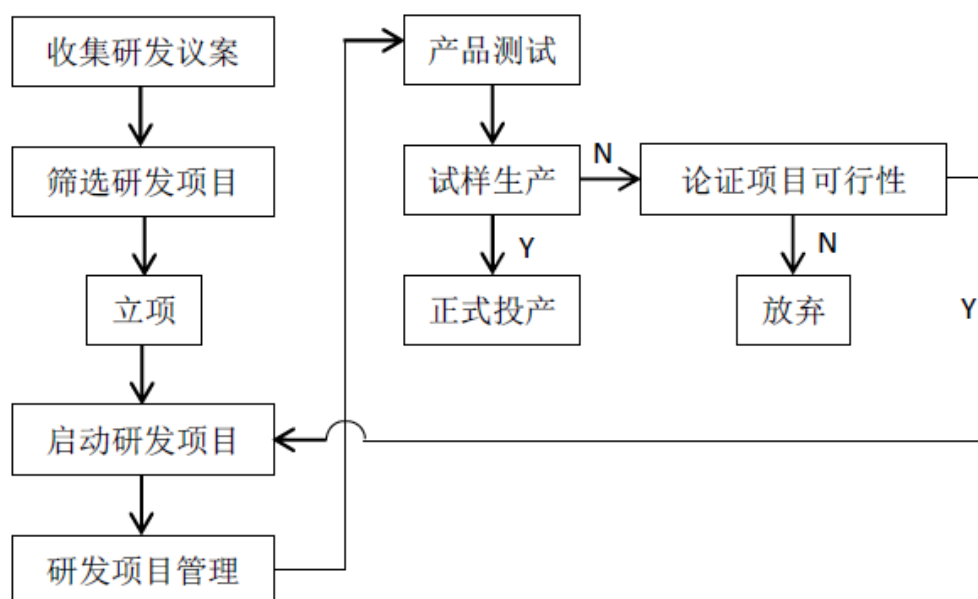 收集研发议案
筛选研发项目
立项
启动研发项目
研发项目管理
产品测试
试样生产
N
论证项目可行性
Y
正式投产
N
放弃
Y